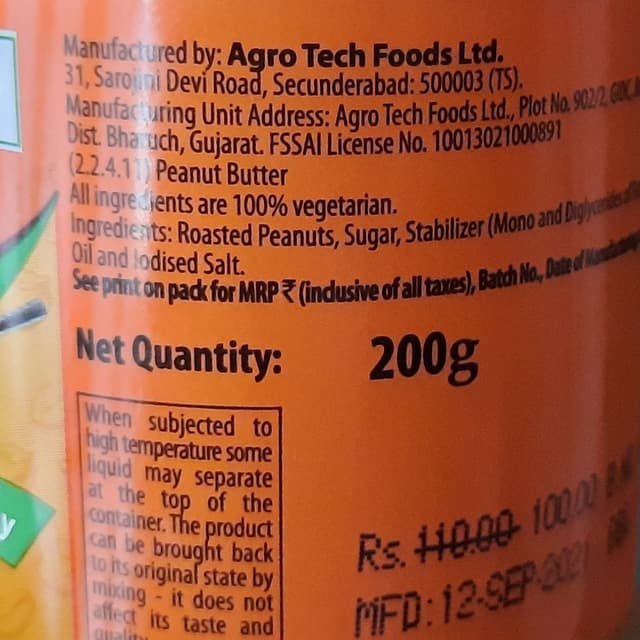 Manufactured by: Agro Tech Foods Ltd.
31, Sarojini Devi Road, Secunderabad: 500003 (TS).
Manufacturing Unit Address: Agro Tech Foods Ltd., Plot No. 902/2, GIDC,
Dist. Bharuch, Gujarat. FSSAI License No. 10013021000891
(2.2.4.11) Peanut Butter
All ingredients are 100% vegetarian.
Ingredients: Roasted Peanuts, Sugar, Stabilizer (Mono and Diglycerides of
Oil and Iodised Salt.
See print on pack for MRP ₹ (inclusive of all taxes), Batch No., Date of Manufacturing
Net Quantity: 200g
When subjected to
high temperature some
liquid may separate
at the top of the
container. The product
can be brought back
to its original state by
mixing - it does not
affect its taste and
quality
Rs. 110.00 100.00
MFD:12-SEP-2021